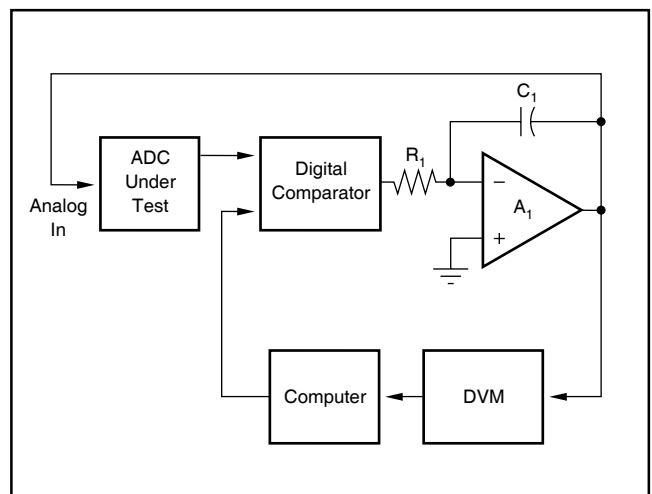 C1
R1
ADC
Under
Test
Digital
Comparator
Analog
In
−
A1
+
Computer
DVM